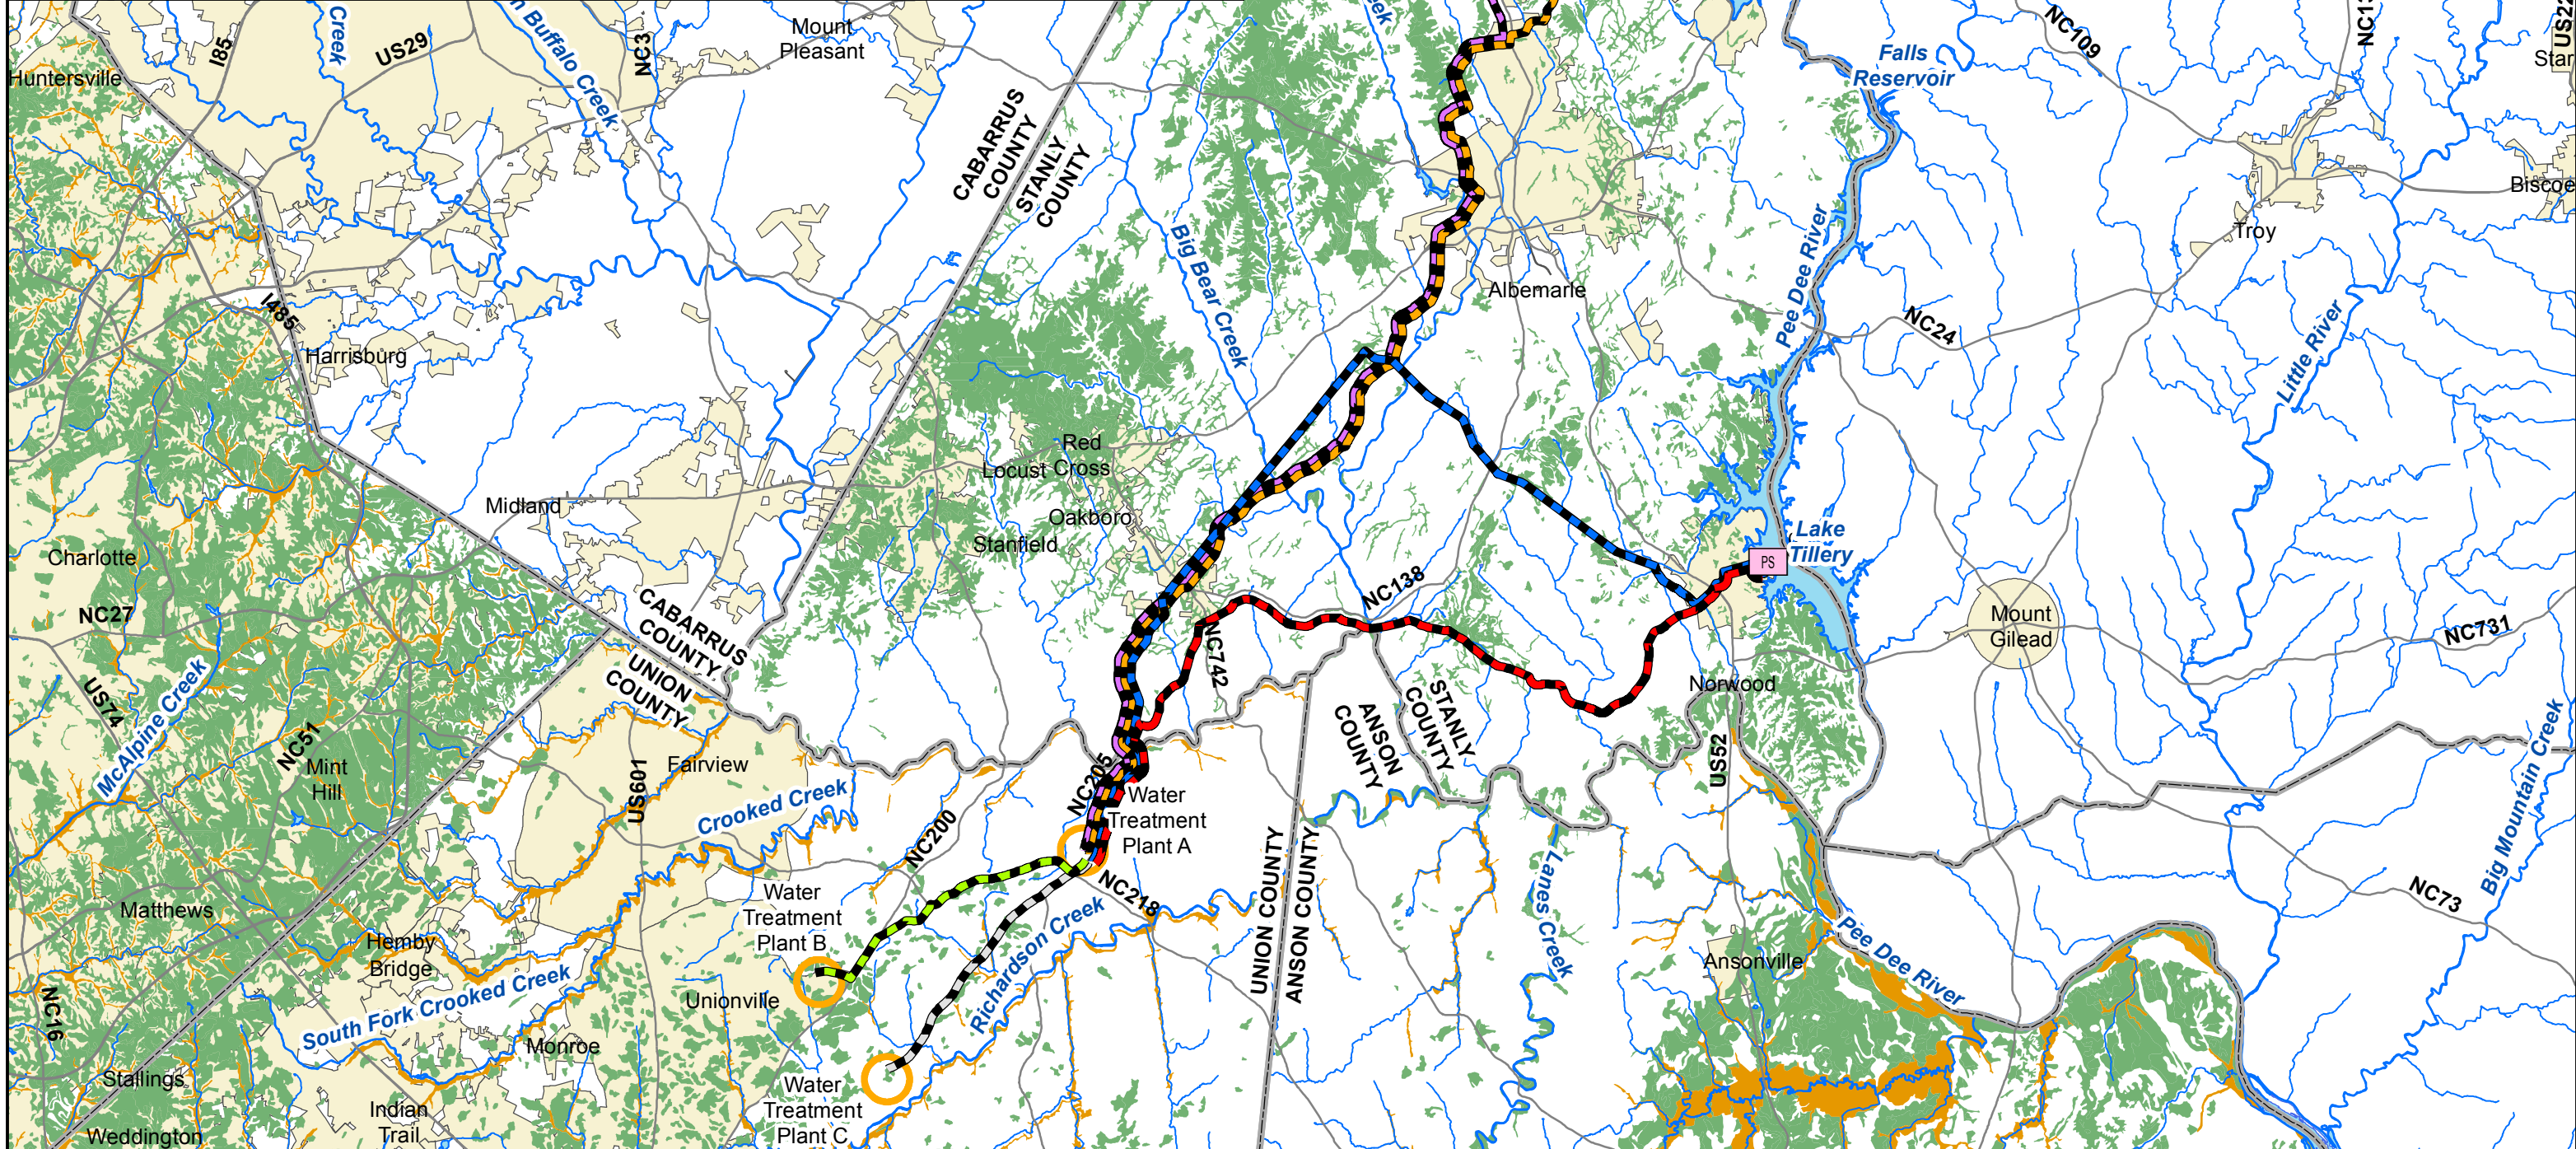 Creek
n Buffalo Creek
I85
US29
NC3
Mount
Pleasant
Huntersville
CABARRUS
COUNTY
STANLY
COUNTY
Falls
Reservoir
NC109
Star
Biscoe
Troy
Big Bear Creek
Pee Dee River
Albemarle
NC24
Little River
I485
Harrisburg
Red
Cross
Locust
Midland
Oakboro
Stanfield
Charlotte
Lake
Tillery
PS
NC27
NC138
Mount
Gilead
NC731
CABARRUS
COUNTY
UNION
COUNTY
NC742
Norwood
McAlpine Creek
US74
NC51
Mint
Hill
US601
Fairview
STANLY
COUNTY
ANSON
COUNTY
US52
NC205
Water
Treatment
Plant A
Crooked Creek
NC200
UNION COUNTY
ANSON COUNTY
Lanes Creek
Big Mountain Creek
NC73
NC218
Water
Treatment
Plant B
Matthews
Hemby
Bridge
Richardson Creek
Pee Dee River
Ansonville
Unionville
South Fork Crooked Creek
NC16
Monroe
Stallings
Indian
Trail
Weddington
Water
Treatment
Plant C